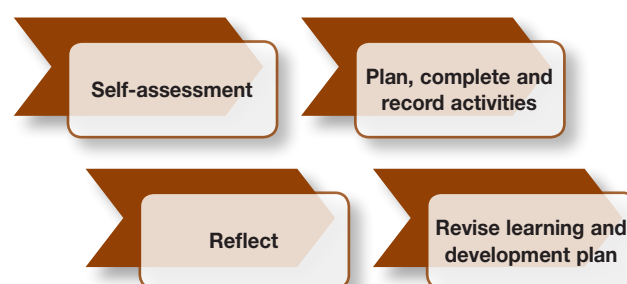 Self-assessment
Plan, complete and
record activities
Reflect
Revise learning and
development plan